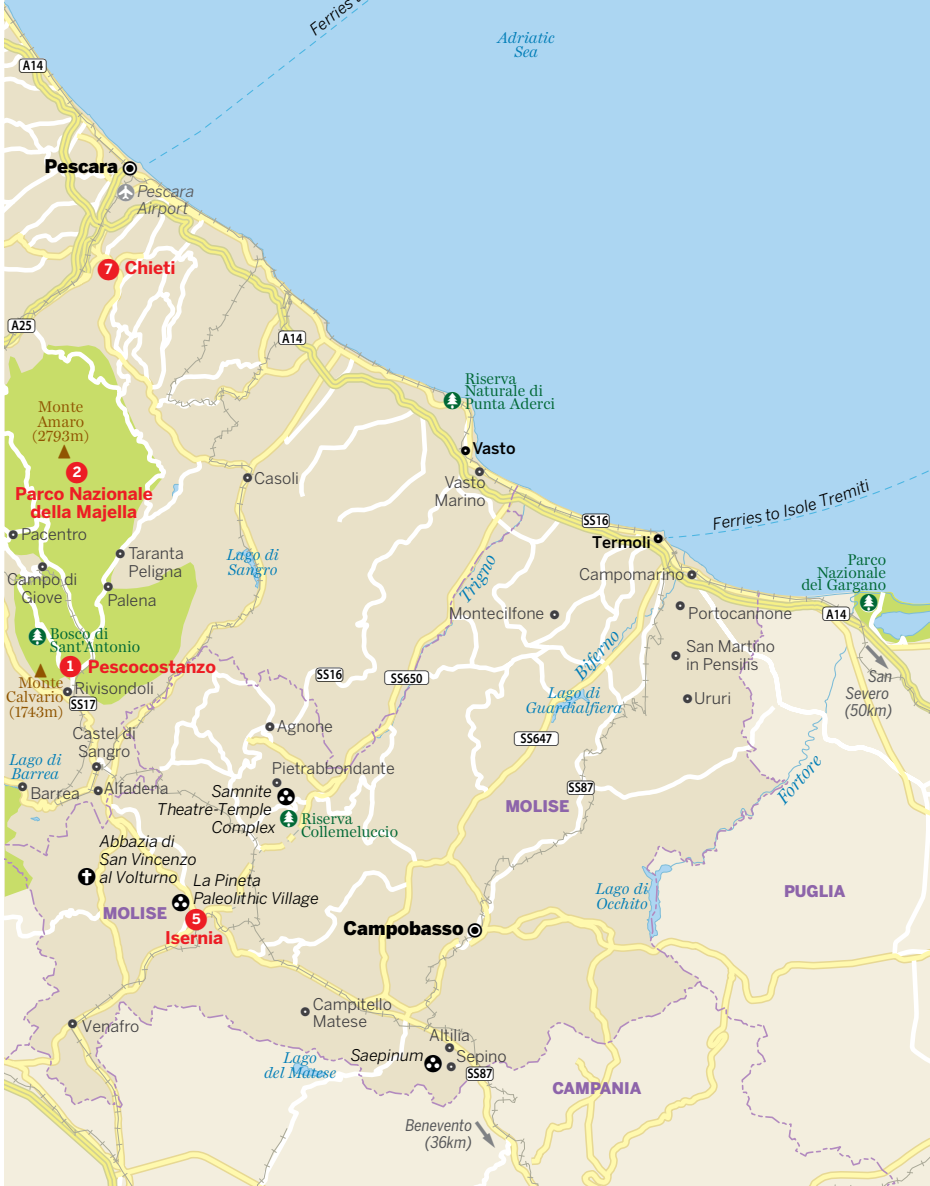 Ferries
Adriatic
Sea
A14
Pescara
Pescara
Airport
7 Chieti
A25
A14
Riserva
Naturale di
Punta Aderci
Monte
Amaro
(2793m)
Vasto
2
Casoli
Vasto
Marino
Parco Nazionale
della Majella
Ferries to Isole Tremiti
SS16
Pacentro
Termoli
Taranta
Peligna
Lago di
Sangro
Trigno
Parco
Nazionale
del Gargano
Campo di
Giove
Campomarino
Palena
Montecilfone
Portocannone
A14
Bosco di
Sant'Antonio
Biferno
San Martino
in Pensilis
1 Pescocostanzo
San
Severo
(50km)
Monte
Calvario
(1743m)
Rivisondoli
SS17
SS16
SS650
Lago di
Guardialfiera
Ururi
Agnone
Castel di
Sangro
SS647
Lago di
Barrea
Pietrabbondante
Fortore
Barrea
Alfadena
Samnite
Theatre-Temple
Complex
SS87
MOLISE
Riserva
Collemeluccio
Abbazia di
San Vincenzo
al Volturno
La Pineta
Paleolithic Village
Lago di
Occhito
PUGLIA
MOLISE
5
Isernia
Campobasso
Campitello
Matese
Venafro
Altilia
Saepinum
Sepino
Lago
del Matese
SS87
CAMPANIA
Benevento
(36km)